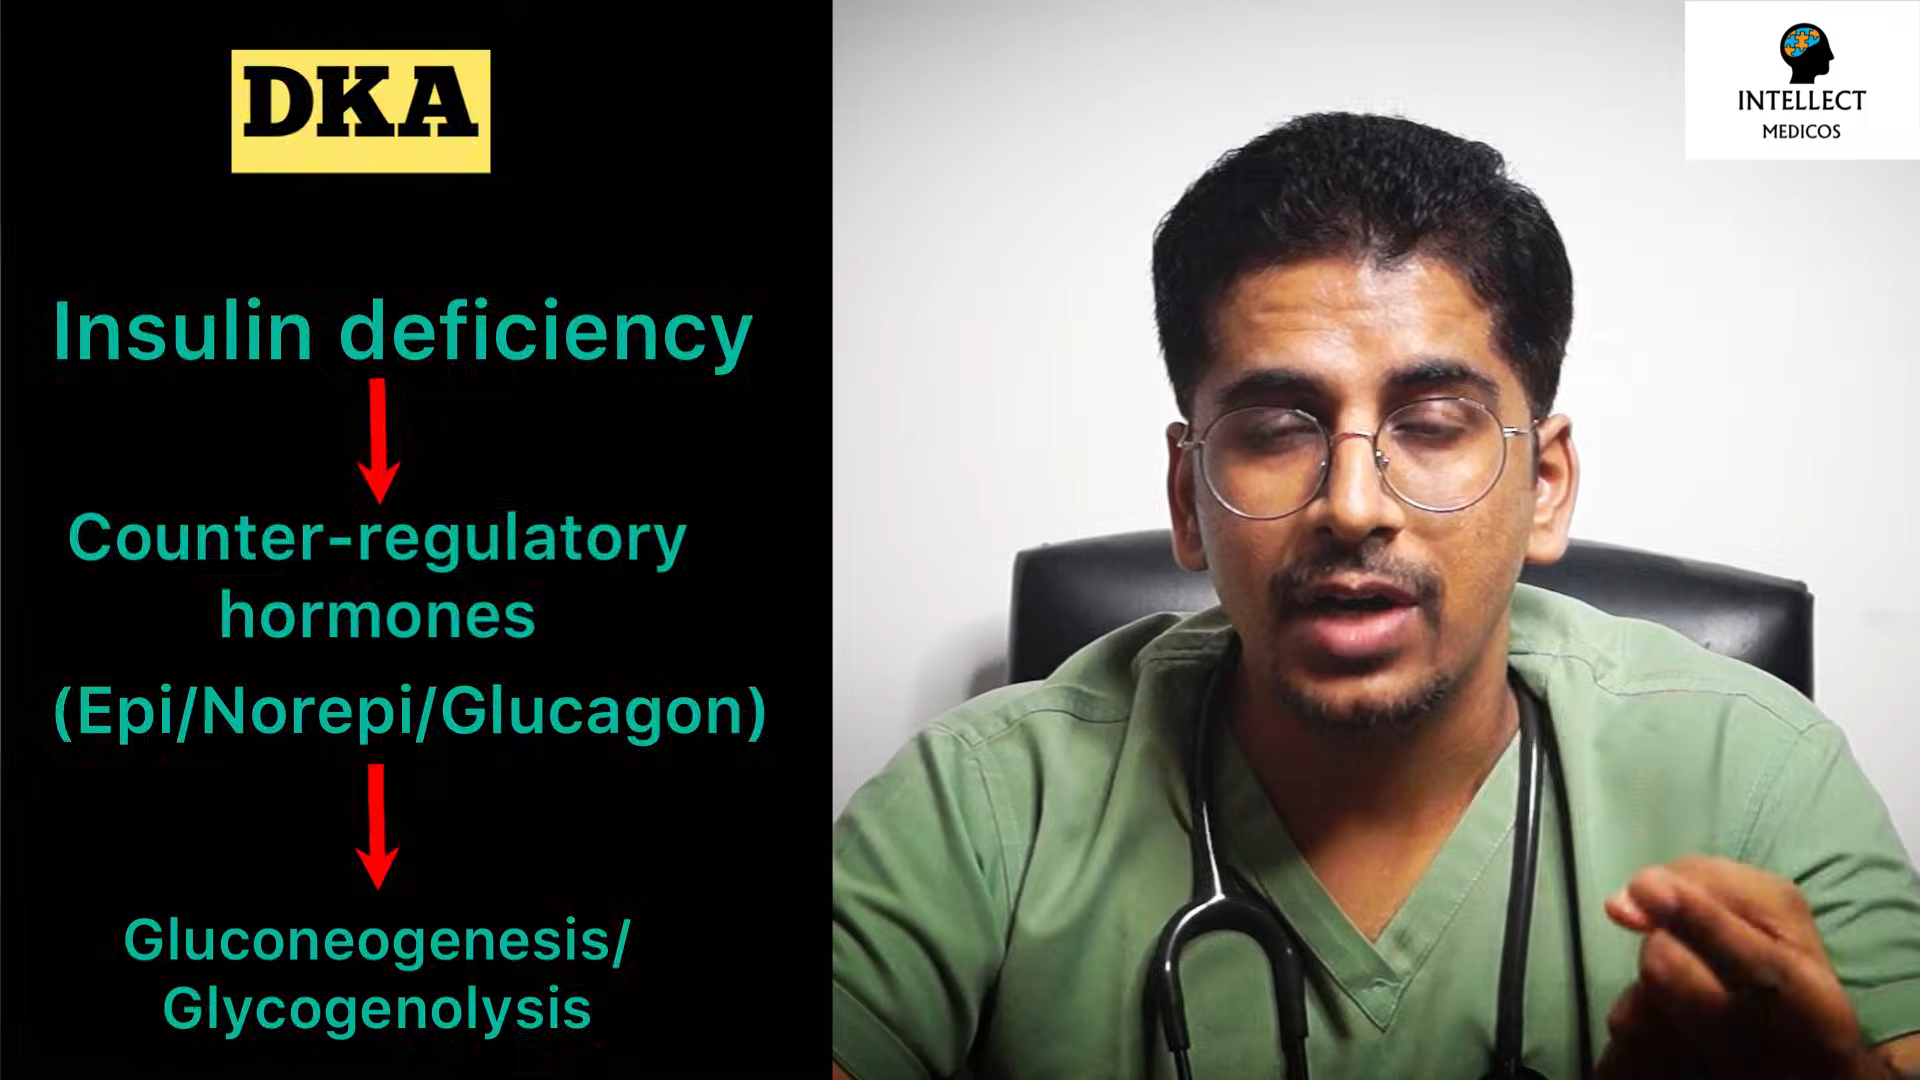 DKA
Insulin deficiency
Counter-regulatory
hormones
(Epi/Norepi/Glucagon)
Gluconeogenesis/
Glycogenolysis
INTELLECT
MEDICOS